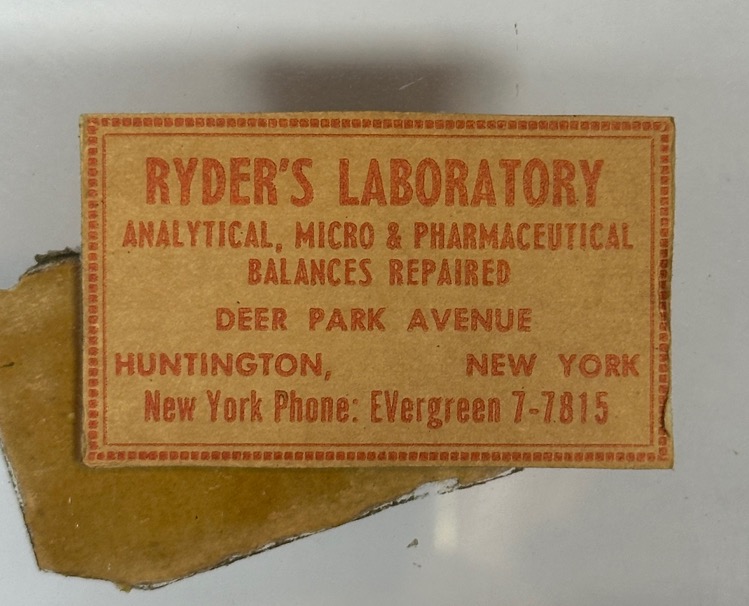 RYDER'S LABORATORY
ANALYTICAL, MICRO & PHARMACEUTICAL
BALANCES REPAIRED
DEER PARK AVENUE
HUNTINGTON, NEW YORK
New York Phone: EVergreen 7-7815